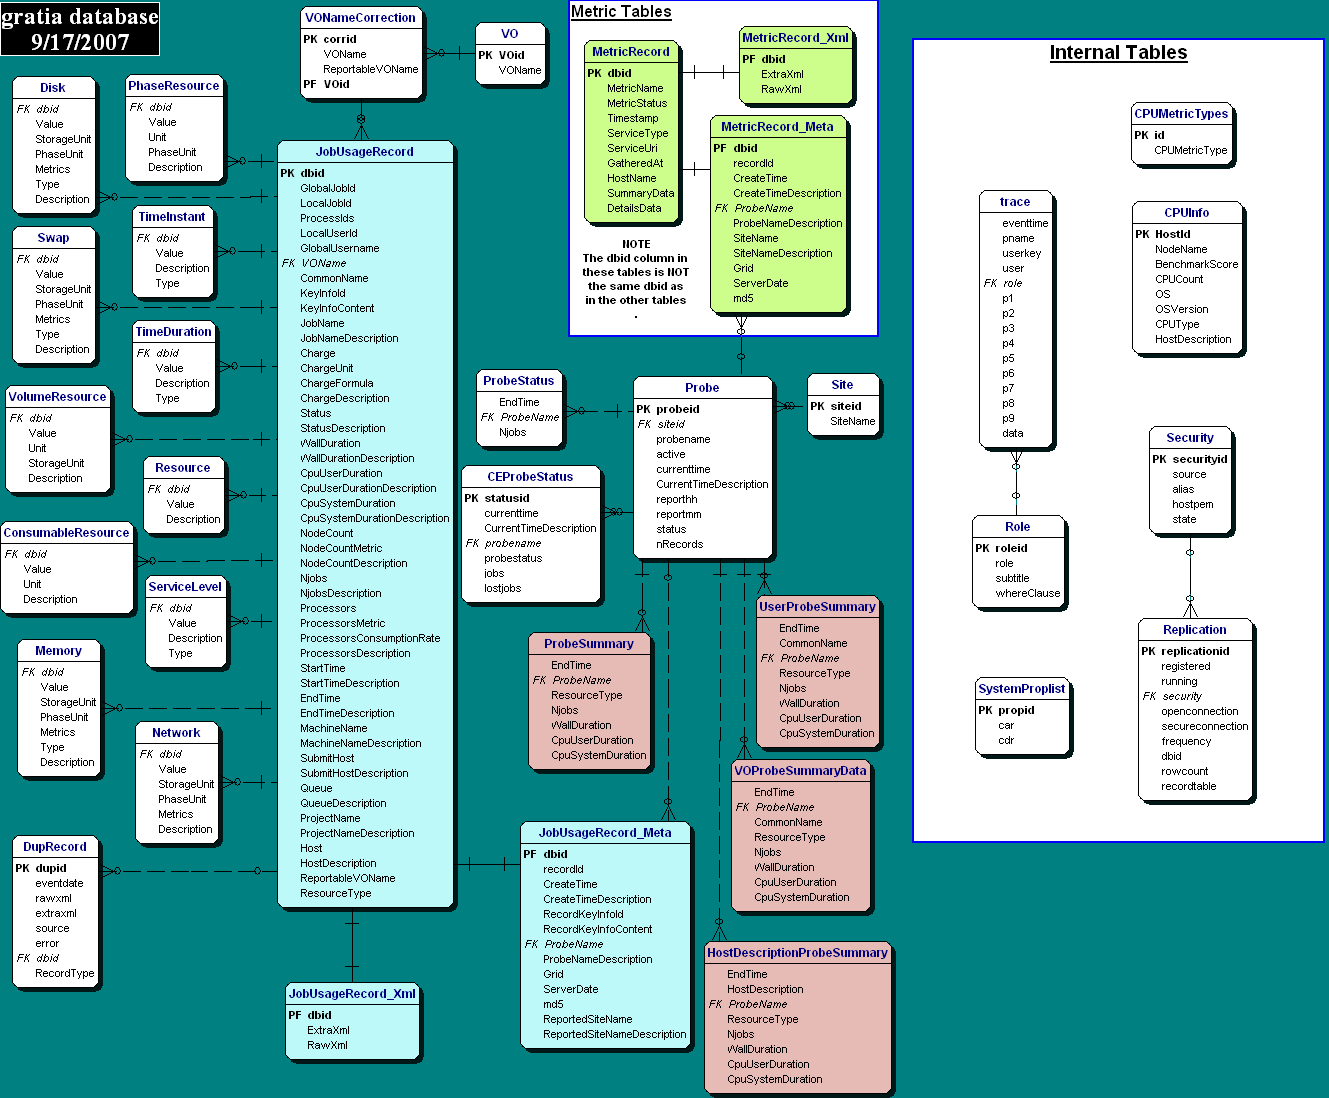 gratia database
9/17/2007
VONameCorrection
PK corrid
VOName
ReportableVOName
PF VOid
VO
PK VOid
VOName
Disk
FK dbid
Value
StorageUnit
PhaseUnit
Metrics
Type
Description
PhaseResource
FK dbid
Value
Unit
PhaseUnit
Description
Swap
FK dbid
Value
StorageUnit
PhaseUnit
Metrics
Type
Description
TimeInstant
FK dbid
Value
Description
Type
TimeDuration
FK dbid
Value
Description
Type
VolumeResource
FK dbid
Value
Unit
StorageUnit
Description
Resource
FK dbid
Value
Description
ConsumableResource
FK dbid
Value
Unit
Description
ServiceLevel
FK dbid
Value
Description
Type
Memory
FK dbid
Value
StorageUnit
PhaseUnit
Metrics
Type
Description
Network
FK dbid
Value
StorageUnit
PhaseUnit
Metrics
Description
DupRecord
PK dupid
eventdate
rawxml
extraxml
source
error
FK dbid
RecordType
JobUsageRecord
PK dbid
GlobalJobId
LocalJobId
ProcessIds
LocalUserId
GlobalUsername
FK VOName
CommonName
KeyInfoId
KeyInfoContent
JobName
JobNameDescription
Charge
ChargeUnit
ChargeFormula
ChargeDescription
Status
StatusDescription
WallDuration
WallDurationDescription
CpuUserDuration
CpuUserDurationDescription
CpuSystemDuration
CpuSystemDurationDescription
NodeCount
NodeCountMetric
NodeCountDescription
Njobs
NjobsDescription
Processors
ProcessorsMetric
ProcessorsConsumptionRate
ProcessorsDescription
StartTime
StartTimeDescription
EndTime
EndTimeDescription
MachineName
MachineNameDescription
SubmitHost
SubmitHostDescription
Queue
QueueDescription
ProjectName
ProjectNameDescription
Host
HostDescription
ReportableVOName
ResourceType
JobUsageRecord_Xml
PF dbid
ExtraXml
RawXml
Metric Tables
MetricRecord
PK dbid
MetricName
MetricStatus
Timestamp
ServiceType
ServiceUri
GatheredAt
HostName
SummaryData
DetailsData
MetricRecord_Xml
PF dbid
ExtraXml
RawXml
MetricRecord_Meta
PF dbid
recordId
CreateTime
CreateTimeDescription
FK ProbeName
ProbeNameDescription
SiteName
SiteNameDescription
Grid
ServerDate
md5
NOTE
The dbid column in
these tables is NOT
the same dbid as
in the other tables
.
ProbeStatus
EndTime
FK ProbeName
Njobs
CEProbeStatus
PK statusid
currenttime
CurrentTimeDescription
FK probename
probestatus
jobs
lostjobs
Probe
PK probeid
FK siteid
probename
active
currenttime
CurrentTimeDescription
reporthh
reportmm
status
nRecords
Site
PK siteid
SiteName
ProbeSummary
EndTime
FK ProbeName
ResourceType
Njobs
WallDuration
CpuUserDuration
CpuSystemDuration
UserProbeSummary
EndTime
CommonName
FK ProbeName
ResourceType
Njobs
WallDuration
CpuUserDuration
CpuSystemDuration
VOProbeSummaryData
EndTime
FK ProbeName
CommonName
ResourceType
Njobs
WallDuration
CpuUserDuration
CpuSystemDuration
JobUsageRecord_Meta
PF dbid
recordId
CreateTime
CreateTimeDescription
RecordKeyInfoId
RecordKeyInfoContent
FK ProbeName
ProbeNameDescription
Grid
ServerDate
md5
ReportedSiteName
ReportedSiteNameDescription
HostDescriptionProbeSummary
EndTime
HostDescription
FK ProbeName
ResourceType
Njobs
WallDuration
CpuUserDuration
CpuSystemDuration
Internal Tables
CPUMetricTypes
PK id
CPUMetricType
trace
eventtime
pname
userkey
user
FK role
p1
p2
p3
p4
p5
p6
p7
p8
p9
data
CPUInfo
PK HostId
NodeName
BenchmarkScore
CPUCount
OS
OSVersion
CPUType
HostDescription
Role
PK roleid
role
subtitle
whereClause
Security
PK securityid
source
alias
hostpem
state
Replication
PK replicationid
registered
running
FK security
openconnection
secureconnection
frequency
dbid
rowcount
recordtable
SystemProplist
PK propid
car
cdr